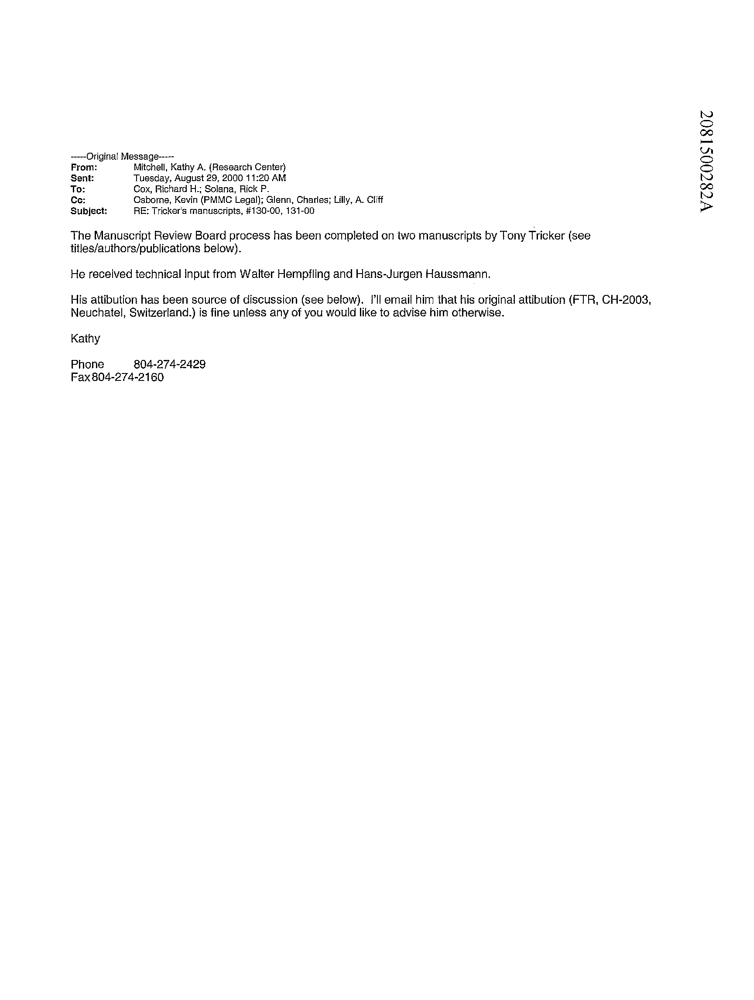 -----Original Message-----
From: Mitchell, Kathy A. (Research Center)
Sent: Tuesday, August 29, 2000 11:20 AM
To: Cox, Richard H.; Solana, Rick P.
Cc: Osborne, Kevin (PMMC Legal); Glenn, Charles; Lilly, A. Cliff
Subject: RE: Tricker's manuscripts, #130-00, 131-00
The Manuscript Review Board process has been completed on two manuscripts by Tony Tricker (see
titles/authors/publications below).
He received technical input from Walter Hempfling and Hans-Jurgen Haussmann.
His attibution has been source of discussion (see below). I'll email him that his original attibution (FTR, CH-2003,
Neuchatel, Switzerland.) is fine unless any of you would like to advise him otherwise.
Kathy
Phone 804-274-2429
Fax804-274-2160
2081500282A